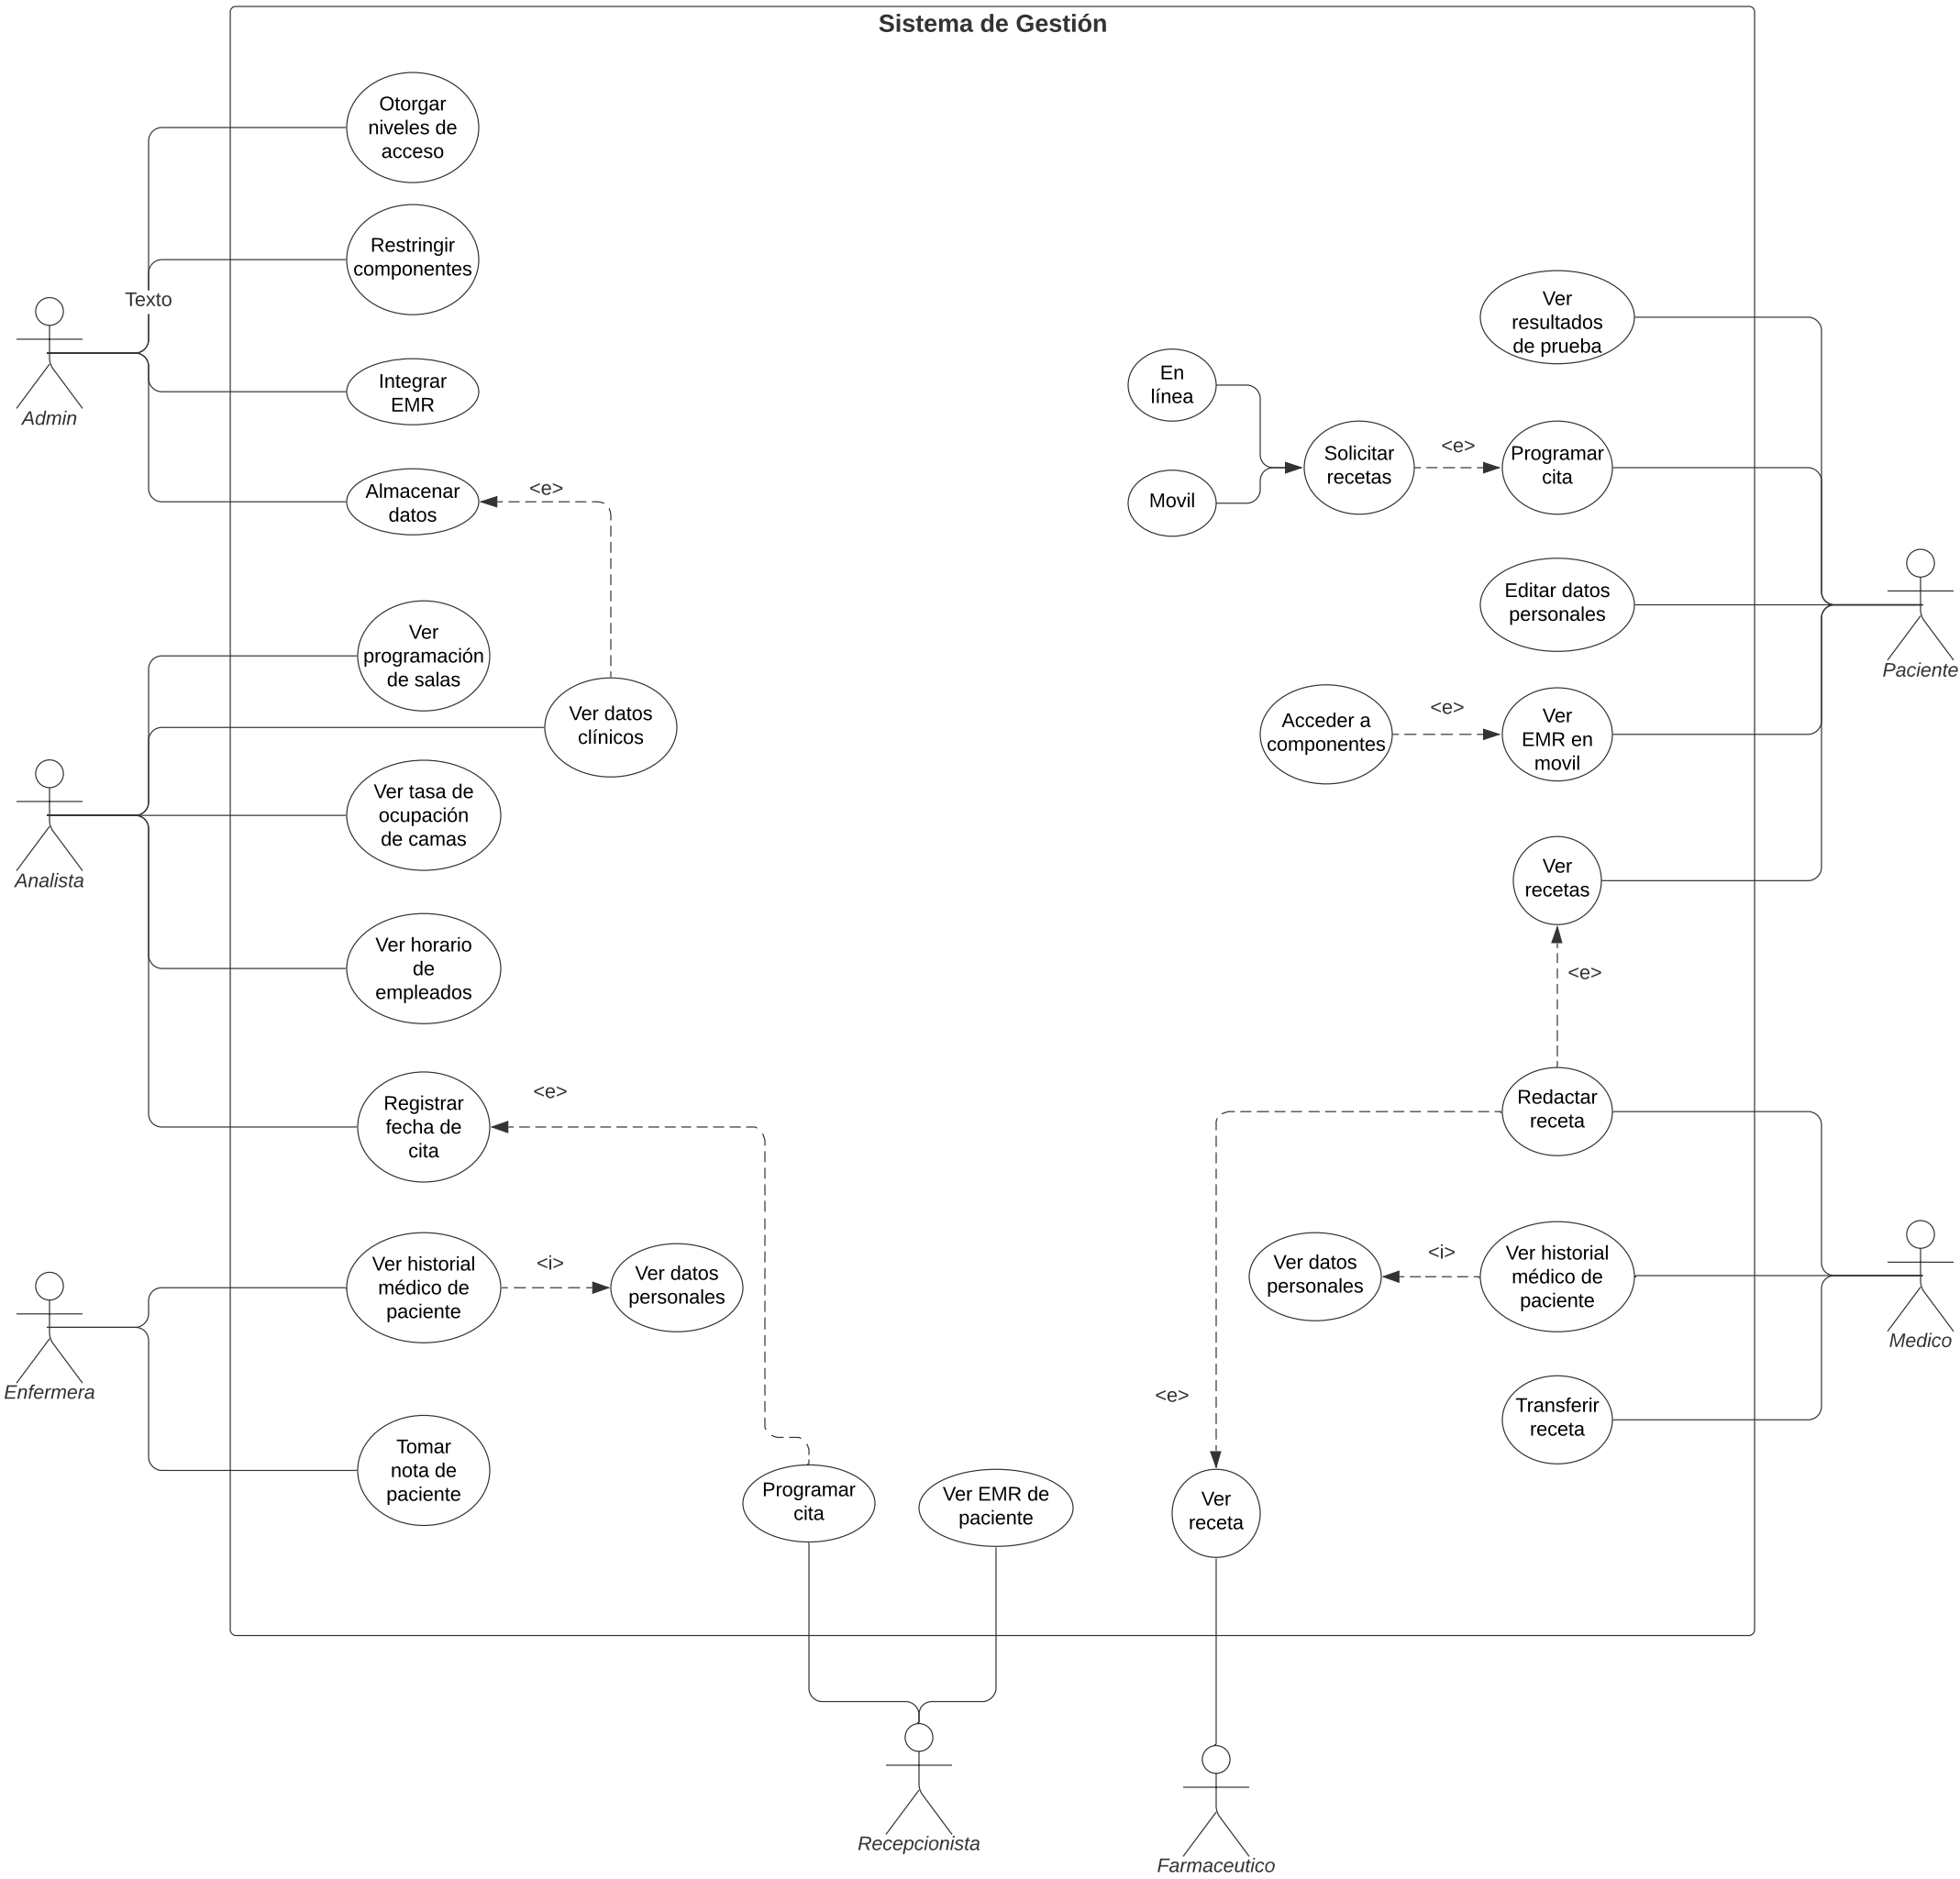 Sistema de Gestión
Otorgar
niveles de
acceso
Restringir
componentes
Texto
Admin
Integrar
EMR
Almacenar
datos
<e>
Ver
programación
de salas
Ver datos
clínicos
Ver tasa de
ocupación
de camas
Analista
Ver horario
de
empleados
Registrar
fecha de
cita
<e>
Ver historial
médico de
paciente
<i>
Ver datos
personales
Enfermera
Tomar
nota de
paciente
Programar
cita
Ver EMR de
paciente
Recepcionista
Ver
resultados
de prueba
En
línea
Movil
Solicitar
recetas
<e>
Programar
cita
Editar datos
personales
Paciente
Acceder a
componentes
<e>
Ver
EMR en
movil
Ver
recetas
<e>
Redactar
receta
Ver datos
personales
<i>
Ver historial
médico de
paciente
Medico
<e>
Transferir
receta
Ver
receta
Farmaceutico